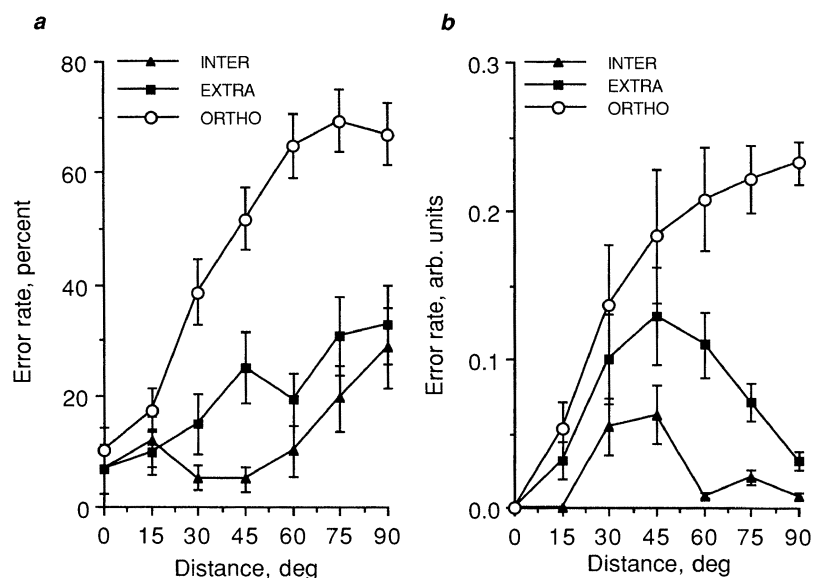 a
INTER
EXTRA
ORTHO
80
60
40
20
0
Error rate, percent
0 15 30 45 60 75 90
Distance, deg
b
INTER
EXTRA
ORTHO
0.3
0.2
0.1
0.0
Error rate, arb. units
0 15 30 45 60 75 90
Distance, deg